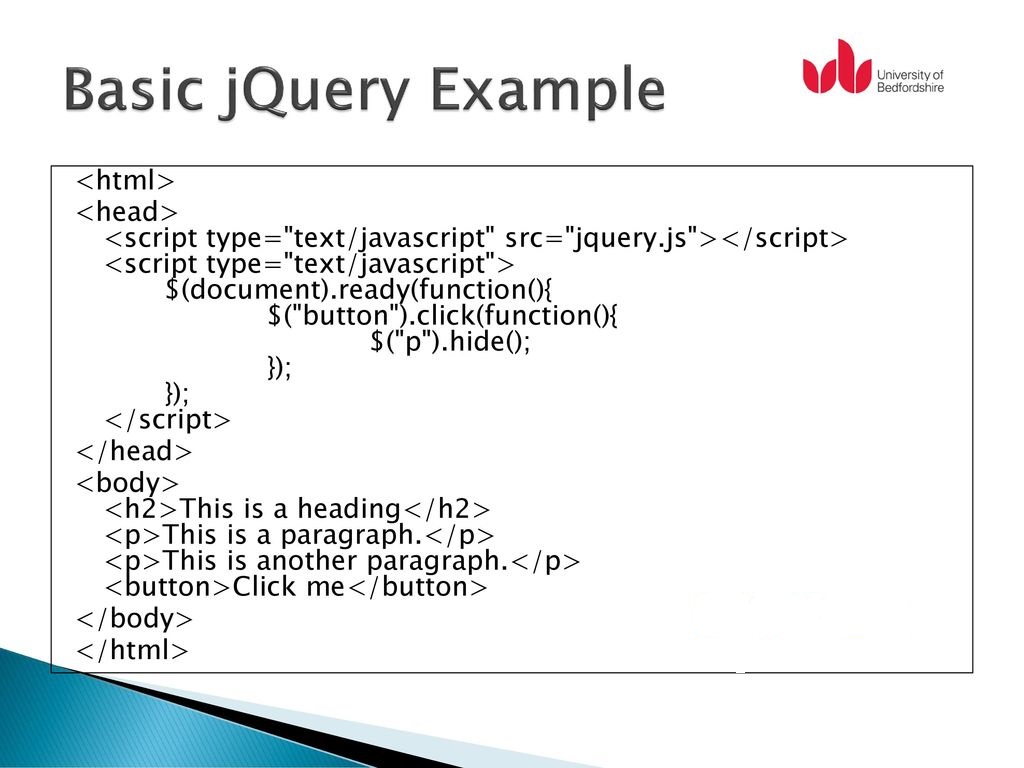 Basic jQuery Example
University of
Bedfordshire
<html>
<head>
<script type="text/javascript" src="jquery.js"></script>
<script type="text/javascript">
$(document).ready(function(){
$("button").click(function(){
$("p").hide();
});
});
</script>
</head>
<body>
<h2>This is a heading</h2>
<p>This is a paragraph.</p>
<p>This is another paragraph.</p>
<button>Click me</button>
</body>
</html>